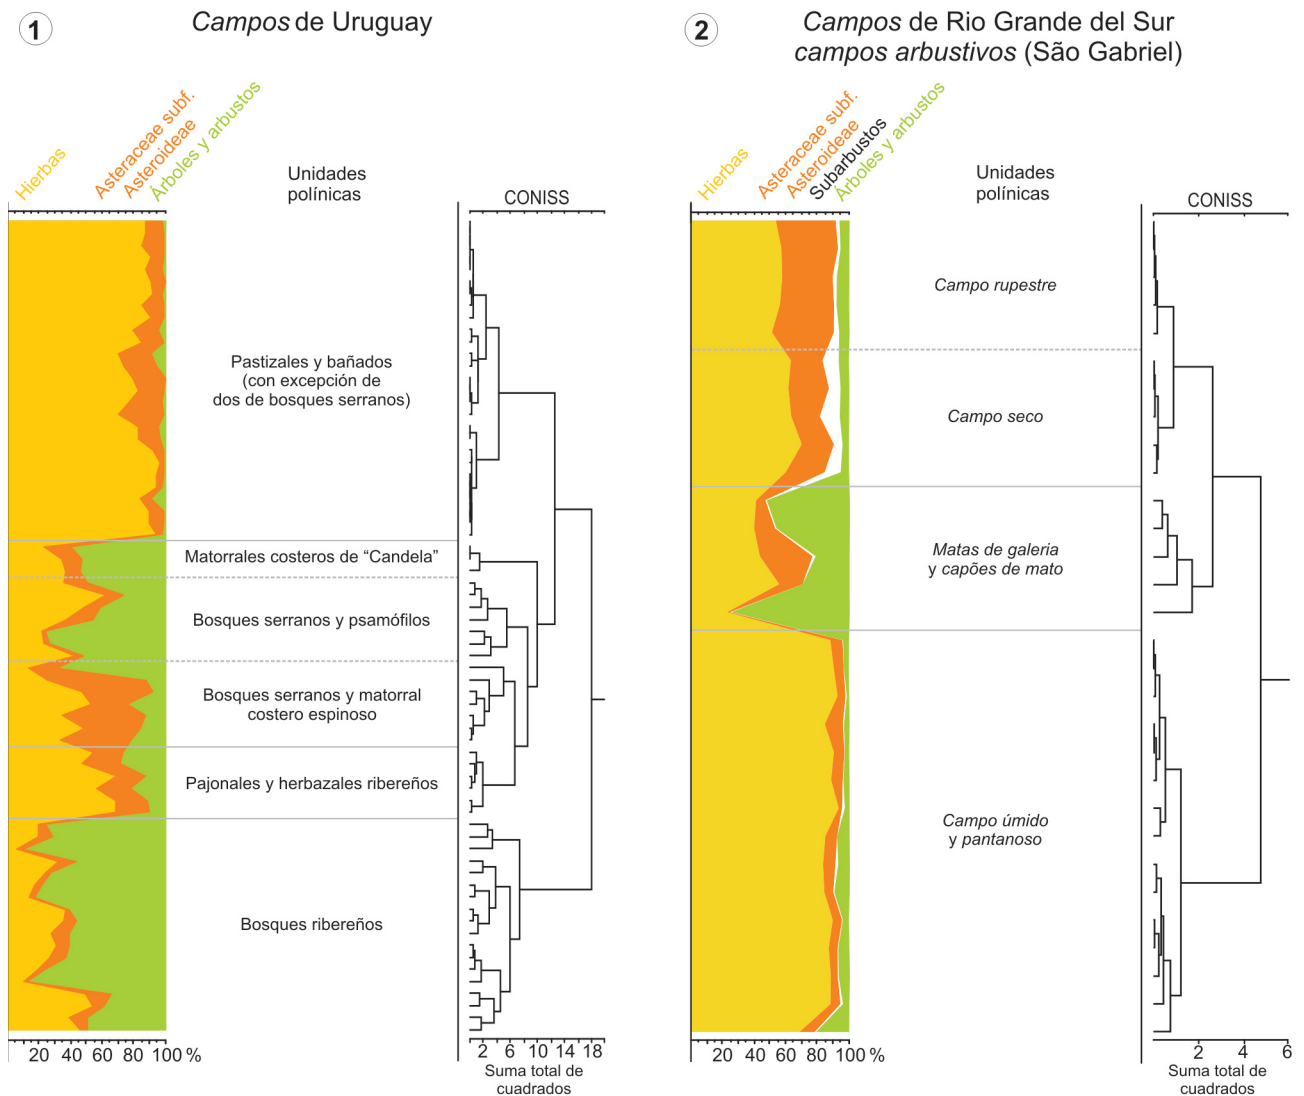 1
Campos de Uruguay
Hierbas
Asteraceae subf.
Asteroideae
Árboles y arbustos
Unidades
polínicas
CONISS
Pastizales y bañados
(con excepción de
dos de bosques serranos)
Matorrales costeros de “Candela”
Bosques serranos y psamófilos
Bosques serranos y matorral
costero espinoso
Pajonales y herbazales ribereños
Bosques ribereños
20 40 60 80 100 %
2 6 10 14 18
Suma total de
cuadrados
2
Campos de Rio Grande del Sur
campos arbustivos (São Gabriel)
Hierbas
Asteraceae subf.
Asteroideae
Subarbustos
Árboles y arbustos
Unidades
polínicas
CONISS
Campo rupestre
Campo seco
Matas de galeria
y capões de mato
Campo úmido
y pantanoso
20 40 60 80 100 %
2 4 6
Suma total de
cuadrados